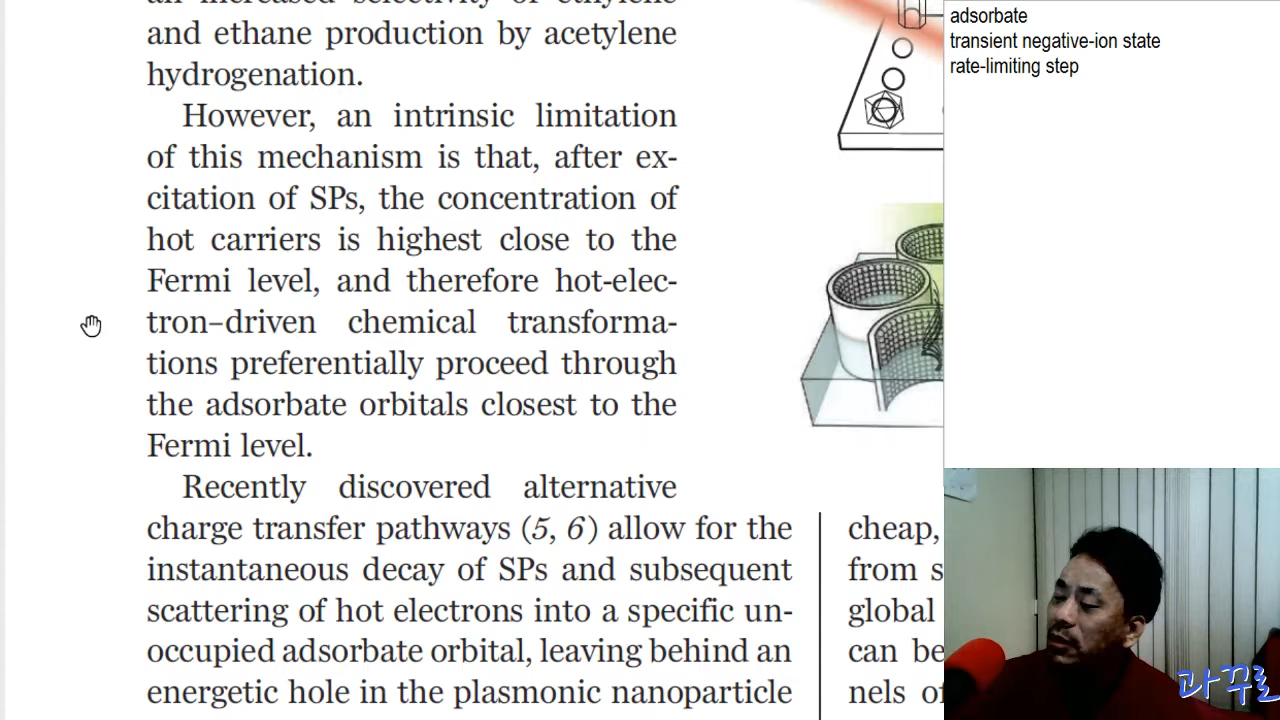 an increased selectivity of ethylene
and ethane production by acetylene
hydrogenation.
However, an intrinsic limitation
of this mechanism is that, after ex-
citation of SPs, the concentration of
hot carriers is highest close to the
Fermi level, and therefore hot-elec-
tron–driven chemical transforma-
tions preferentially proceed through
the adsorbate orbitals closest to the
Fermi level.
Recently discovered alternative
charge transfer pathways (5, 6) allow for the
instantaneous decay of SPs and subsequent
scattering of hot electrons into a specific un-
occupied adsorbate orbital, leaving behind an
energetic hole in the plasmonic nanoparticle
cheap,
from s
global
can be
nels o
adsorbate
transient negative-ion state
rate-limiting step
과꾸로